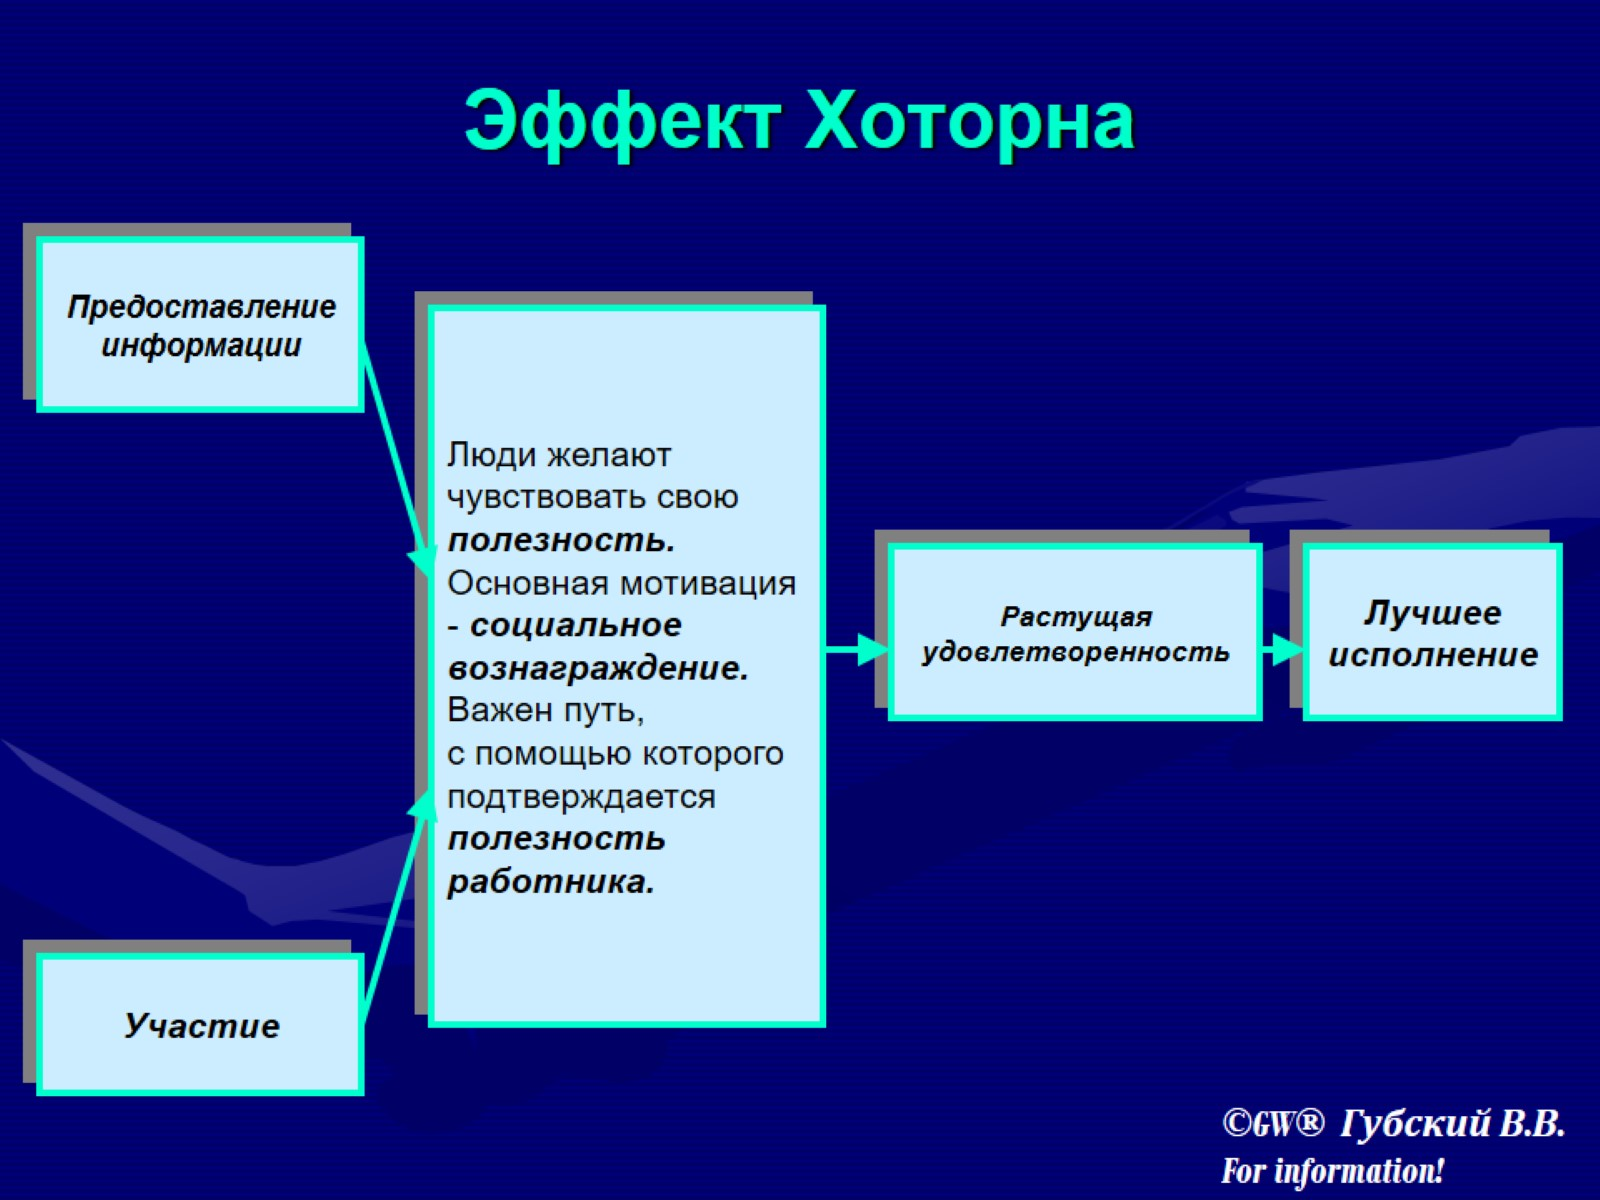 Эффект Хоторна
Предоставление
информации
Участие
Люди желают
чувствовать свою
полезность.
Основная мотивация
- социальное
вознаграждение.
Важен путь,
с помощью которого
подтверждается
полезность
работника.
Растущая
удовлетворенность
Лучшее
исполнение
©GW® Губский В.В.
For information!